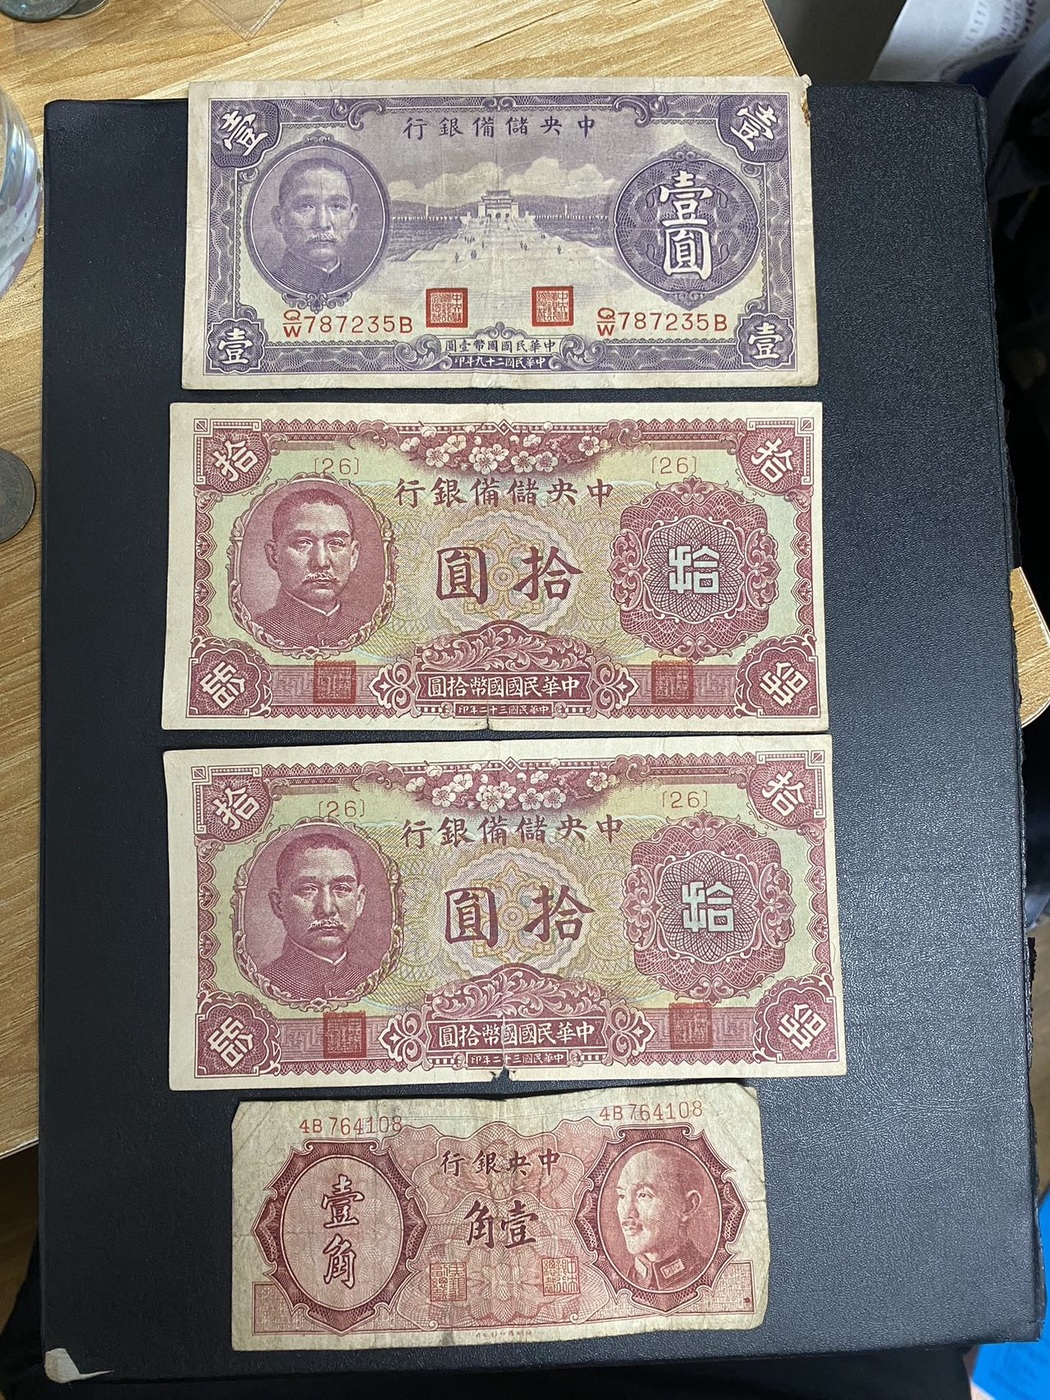 壹 壹
中央儲備銀行
壹圓
Q/W787235B Q/W787235B
中華民國國幣壹圓
壹 壹
中華民國二十九年印
拾 拾
[26] [26]
中央儲備銀行
拾圓
拾
中華民國國幣拾圓
拾 拾
中華民國三十二年印
拾 拾
[26] [26]
中央儲備銀行
拾圓
拾
中華民國國幣拾圓
拾 拾
中華民國三十二年印
4B764108 4B764108
中央銀行
壹角
壹角